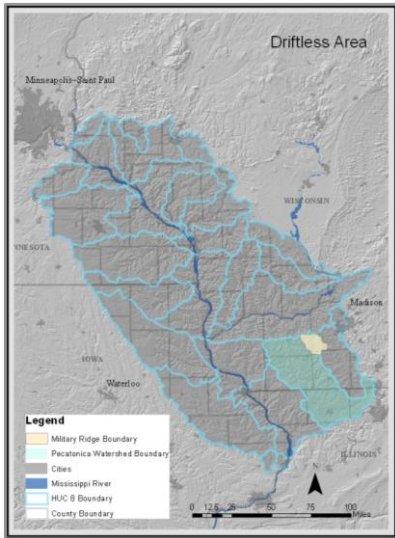 Driftless Area
Minneapolis-Saint Paul
WISCONSIN
NNESOTA
Madison
IOWA
Waterloo
ILLINOIS
Legend
Military Ridge Boundary
Pecatonica Watershed Boundary
Cities
Mississippi River
HUC 8 Boundary
County Boundary
N
0 12.5 25 50 75 100
Miles